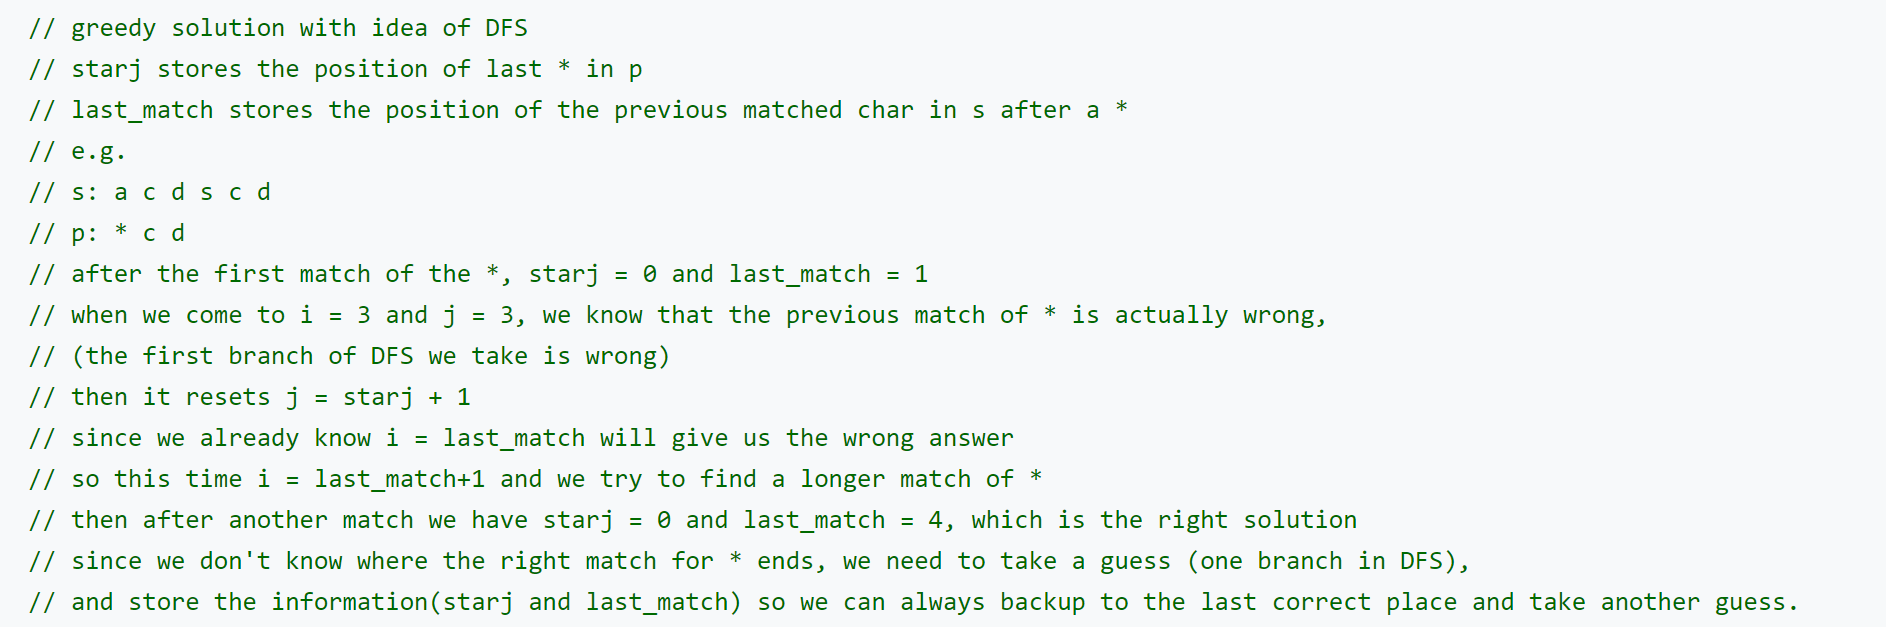 // greedy solution with idea of DFS
// starj stores the position of last * in p
// last_match stores the position of the previous matched char in s after a *
// e.g.
// s: a c d s c d
// p: * c d
// after the first match of the *, starj = 0 and last_match = 1
// when we come to i = 3 and j = 3, we know that the previous match of * is actually wrong,
// (the first branch of DFS we take is wrong)
// then it resets j = starj + 1
// since we already know i = last_match will give us the wrong answer
// so this time i = last_match+1 and we try to find a longer match of *
// then after another match we have starj = 0 and last_match = 4, which is the right solution
// since we don't know where the right match for * ends, we need to take a guess (one branch in DFS),
// and store the information(starj and last_match) so we can always backup to the last correct place and take another guess.